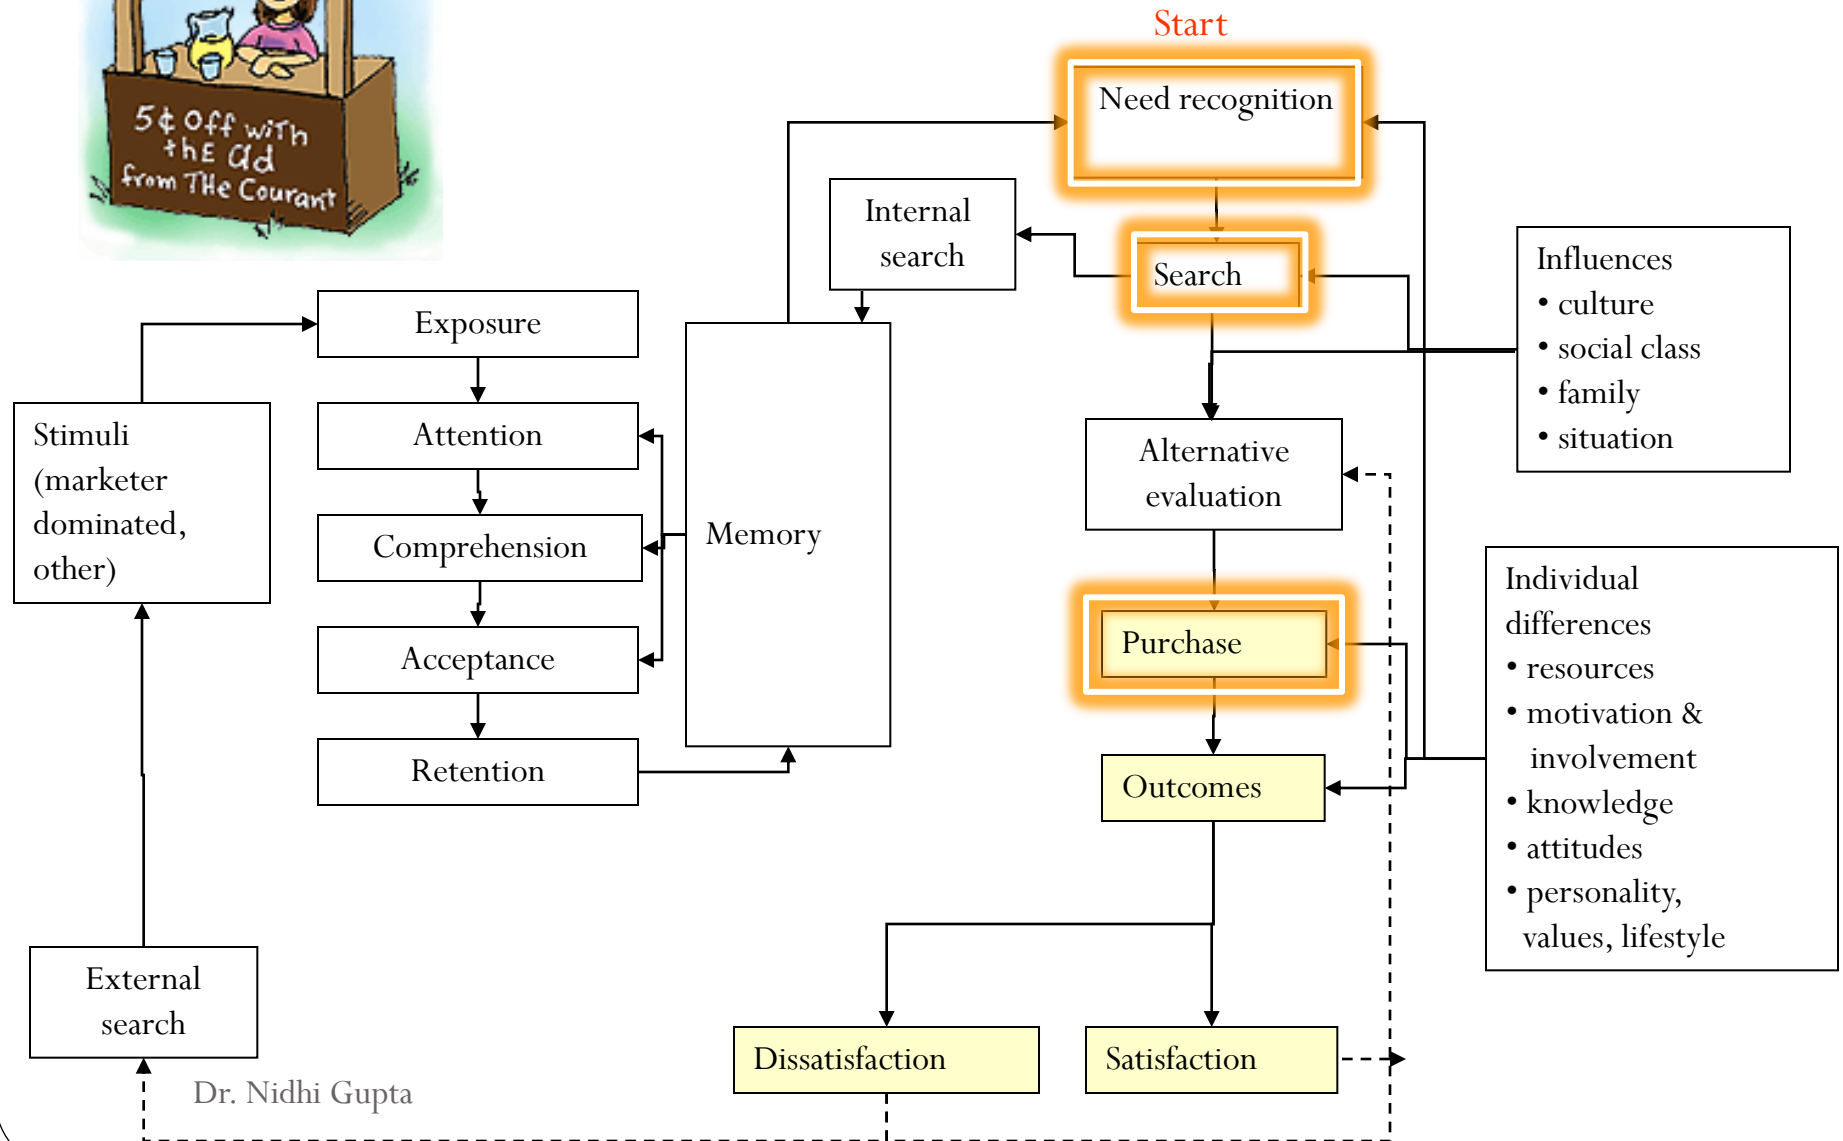 Start
5¢ Off with
thE ad
from THe Courant
Need recognition
Internal
search
Search
Influences
• culture
• social class
• family
• situation
Exposure
Attention
Comprehension
Acceptance
Retention
Stimuli
(marketer
dominated,
other)
Memory
Alternative
evaluation
Purchase
Outcomes
Individual
differences
• resources
• motivation &
involvement
• knowledge
• attitudes
• personality,
values, lifestyle
External
search
Dissatisfaction
Satisfaction
Dr. Nidhi Gupta